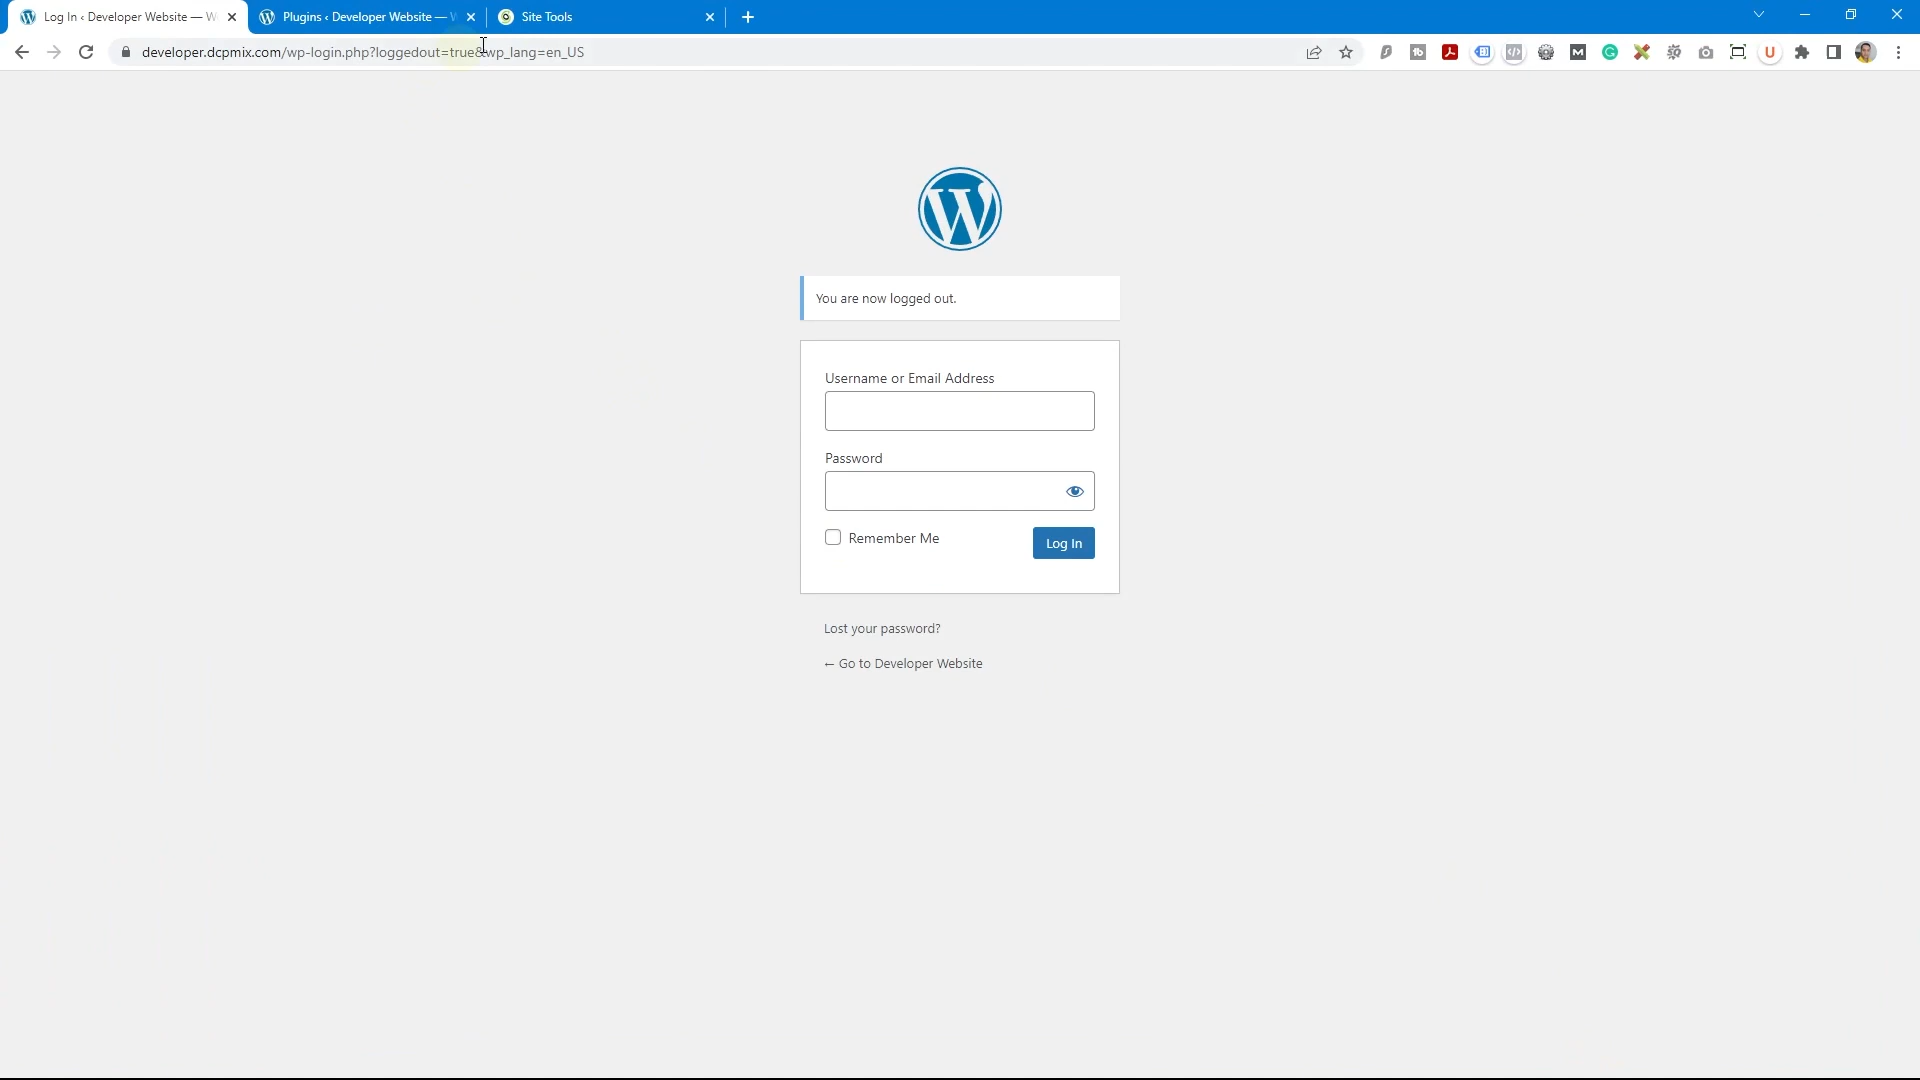 Log In ‹ Developer Website — W
Plugins ‹ Developer Website — W
Site Tools
developer.dcpmix.com/wp-login.php?loggedout=true&wp_lang=en_US
You are now logged out.
Username or Email Address
Password
Remember Me
Log In
Lost your password?
← Go to Developer Website